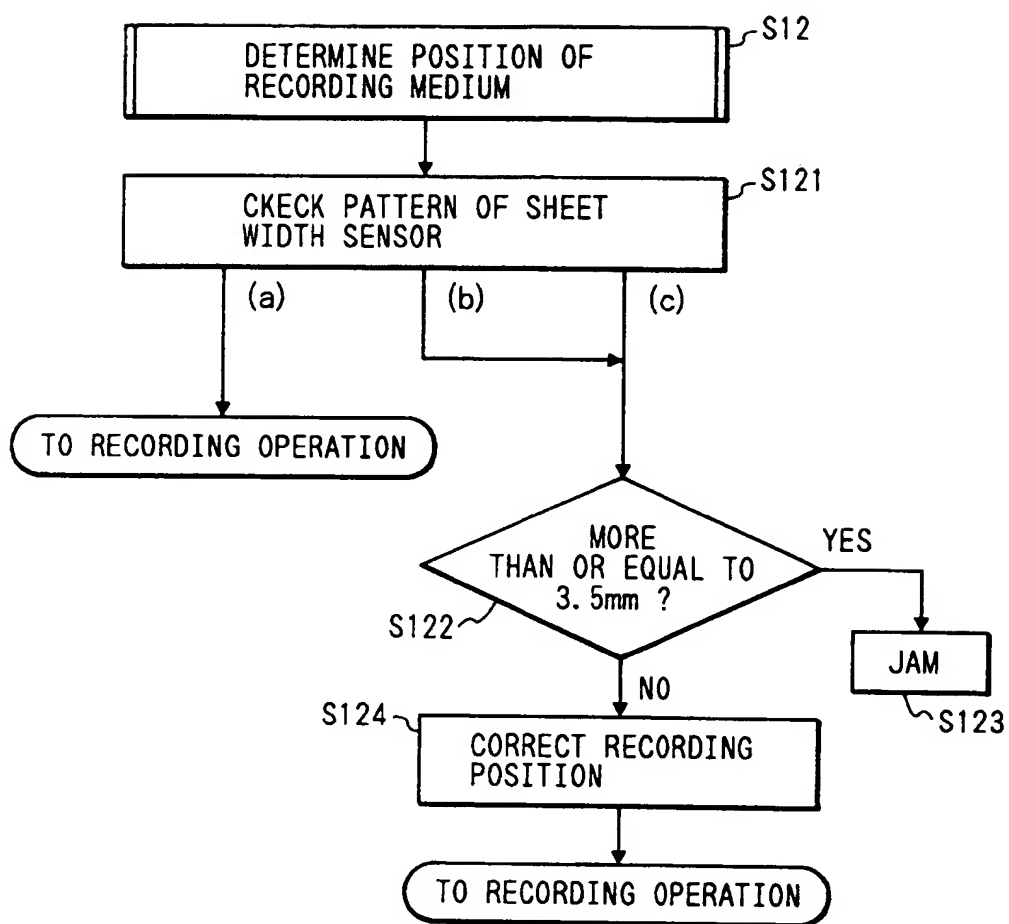 S12
DETERMINE POSITION OF
RECORDING MEDIUM
S121
CKECK PATTERN OF SHEET
WIDTH SENSOR
(a)
(b)
(c)
TO RECORDING OPERATION
MORE
THAN OR EQUAL TO
3.5mm ?
YES
S122
JAM
NO
S123
S124
CORRECT RECORDING
POSITION
TO RECORDING OPERATION